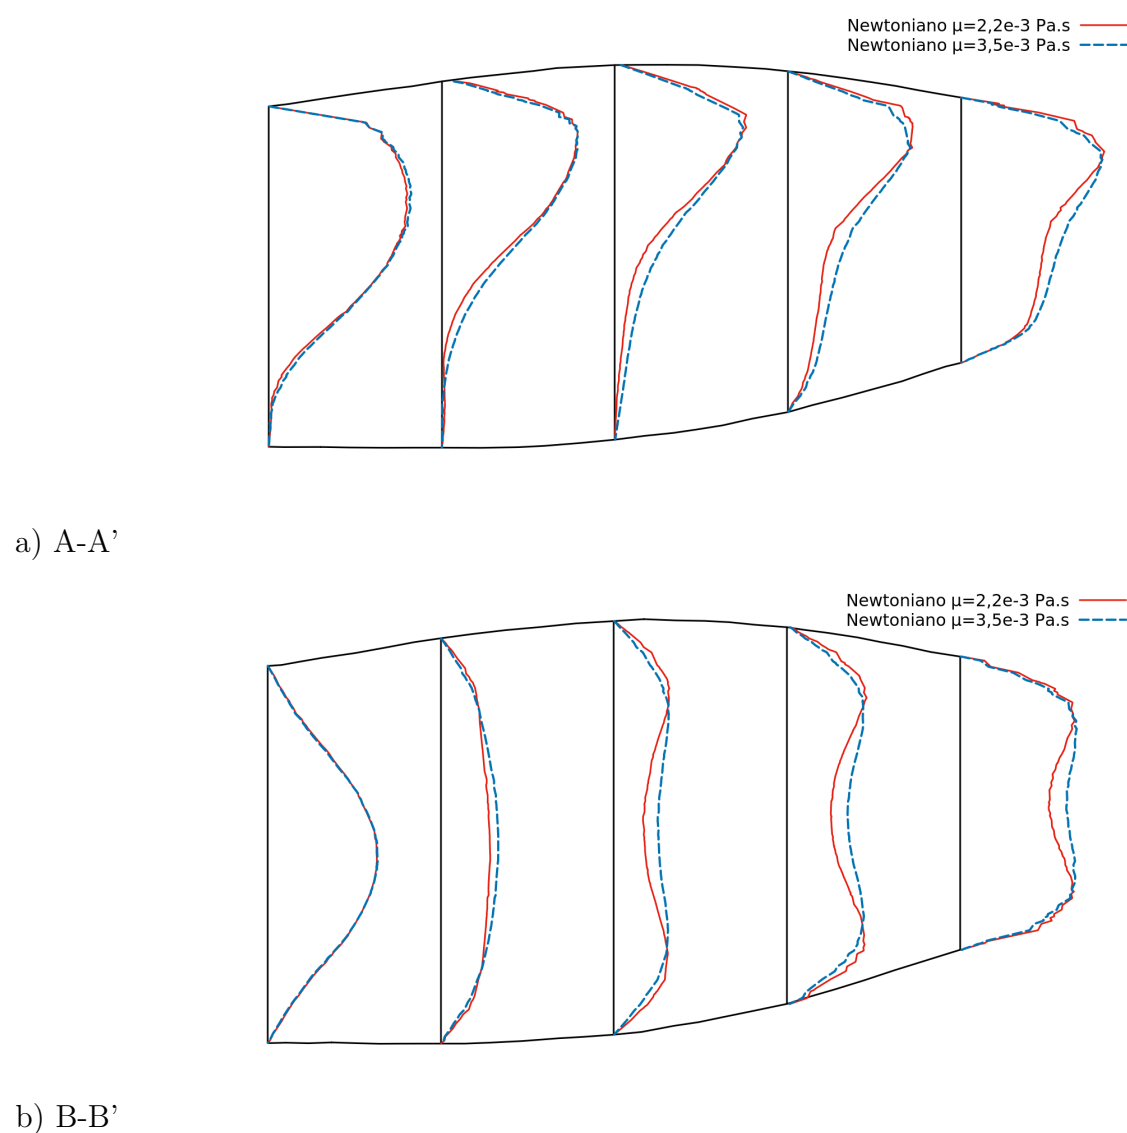 Newtoniano μ=2,2e-3 Pa.s
Newtoniano μ=3,5e-3 Pa.s
a) A-A’
Newtoniano μ=2,2e-3 Pa.s
Newtoniano μ=3,5e-3 Pa.s
b) B-B’